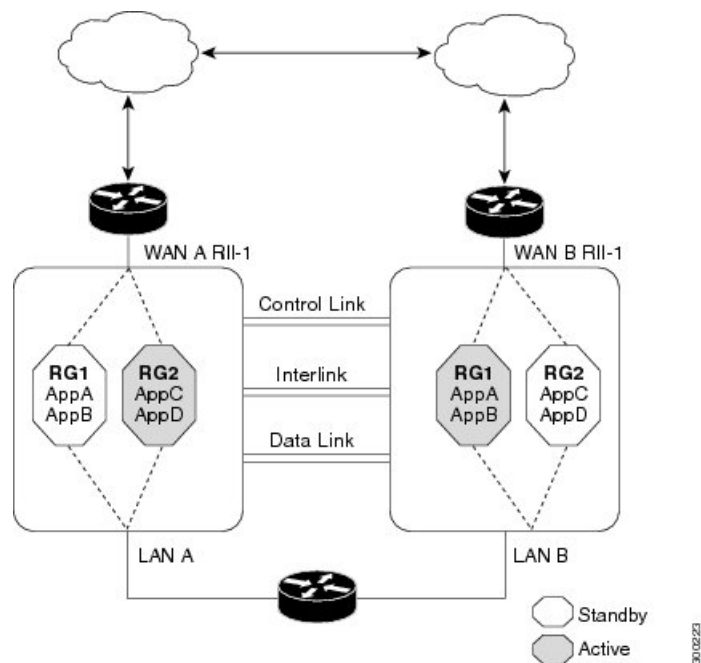 WAN A RII-1
WAN B RII-1
Control Link
RG1
AppA
AppB
RG2
AppC
AppD
Interlink
RG1
AppA
AppB
RG2
AppC
AppD
Data Link
LAN A
LAN B
Standby
Active
300223